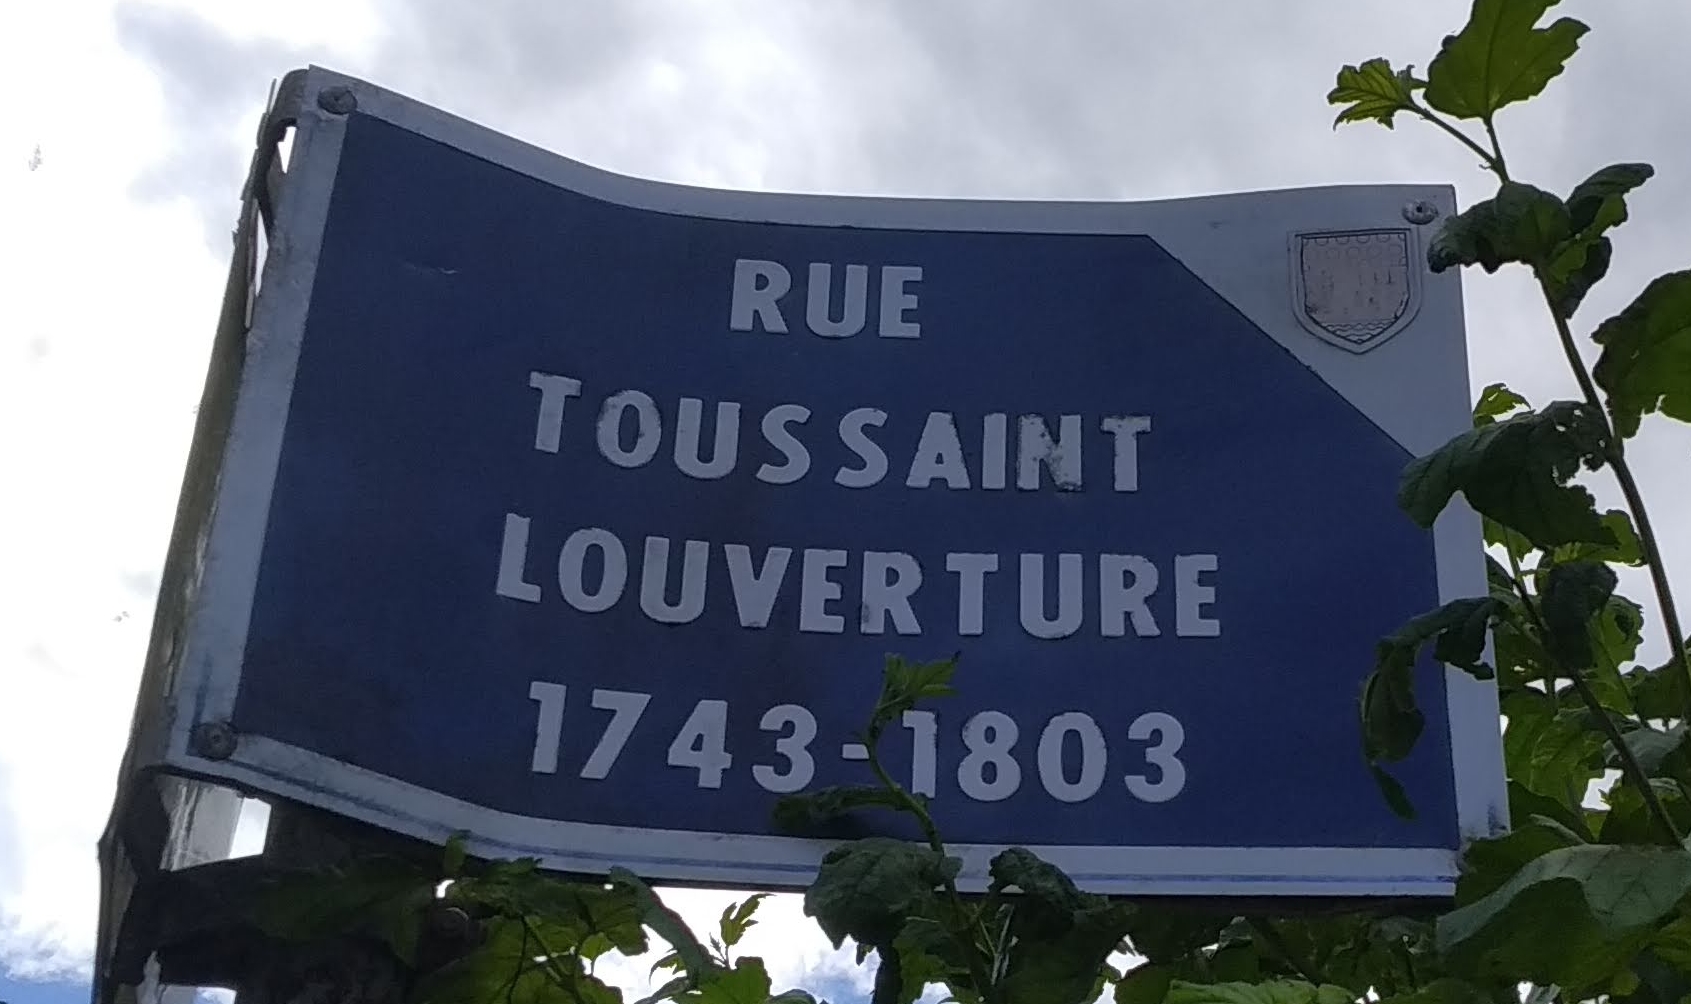 RUE
TOUSSAINT
LOUVERTURE
1743-1803